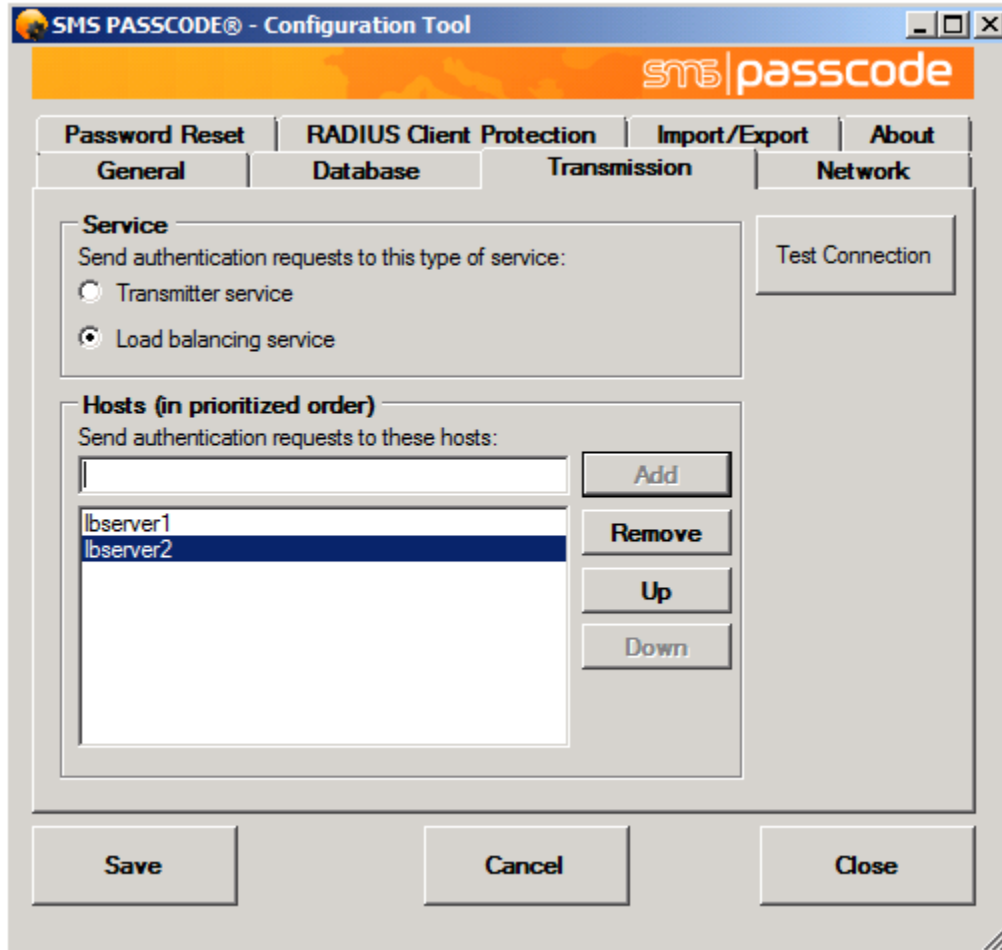 SMS PASSCODE® - Configuration Tool
sms|passcode
Password Reset
RADIUS Client Protection
Import/Export
About
General
Database
Transmission
Network
Service
Send authentication requests to this type of service:
Transmitter service
Load balancing service
Test Connection
Hosts (in prioritized order)
Send authentication requests to these hosts:
Add
lbserver1
lbserver2
Remove
Up
Down
Save
Cancel
Close